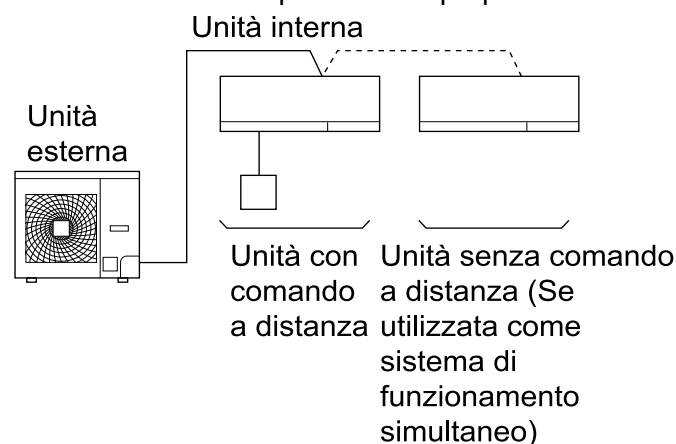 Unità interna
Unità
esterna
Unità con
comando
a distanza
Unità senza comando
a distanza (Se
utilizzata come
sistema di
funzionamento
simultaneo)